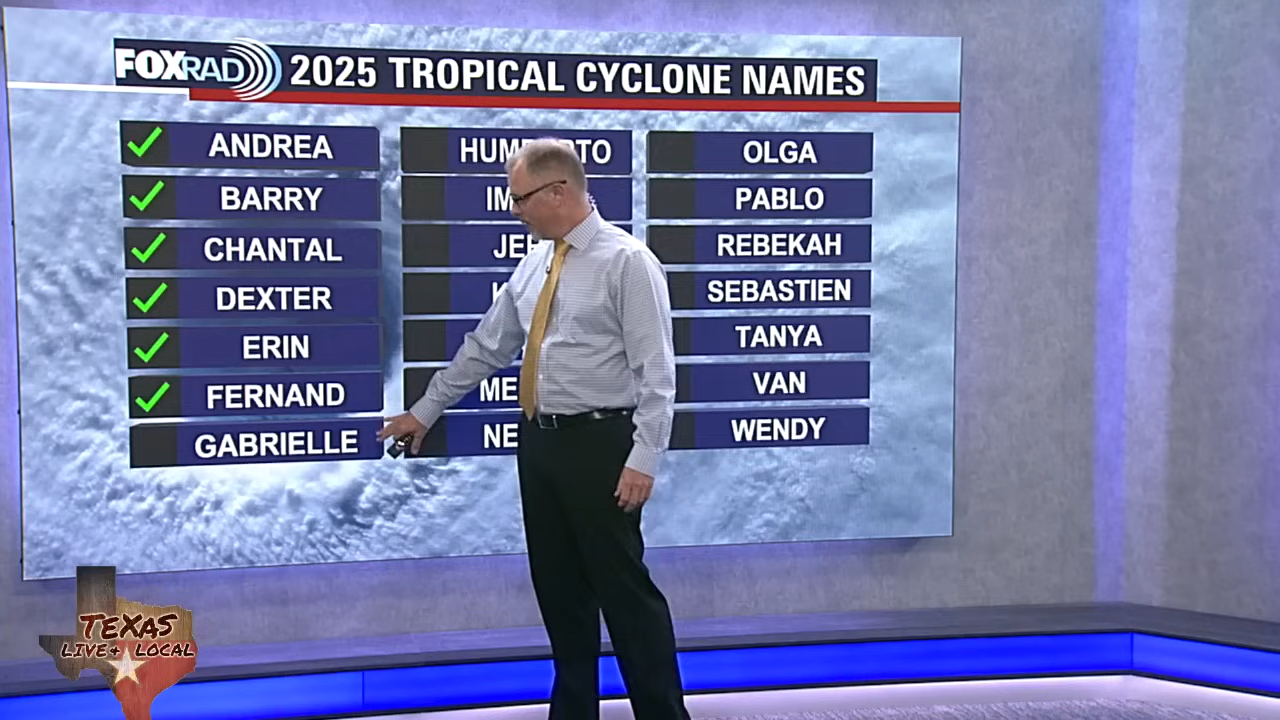 FOXRAD 2025 TROPICAL CYCLONE NAMES
ANDREA
BARRY
CHANTAL
DEXTER
ERIN
FERNAND
GABRIELLE
OLGA
PABLO
REBEKAH
SEBASTIEN
TANYA
VAN
WENDY
TEXAS
LIVE & LOCAL